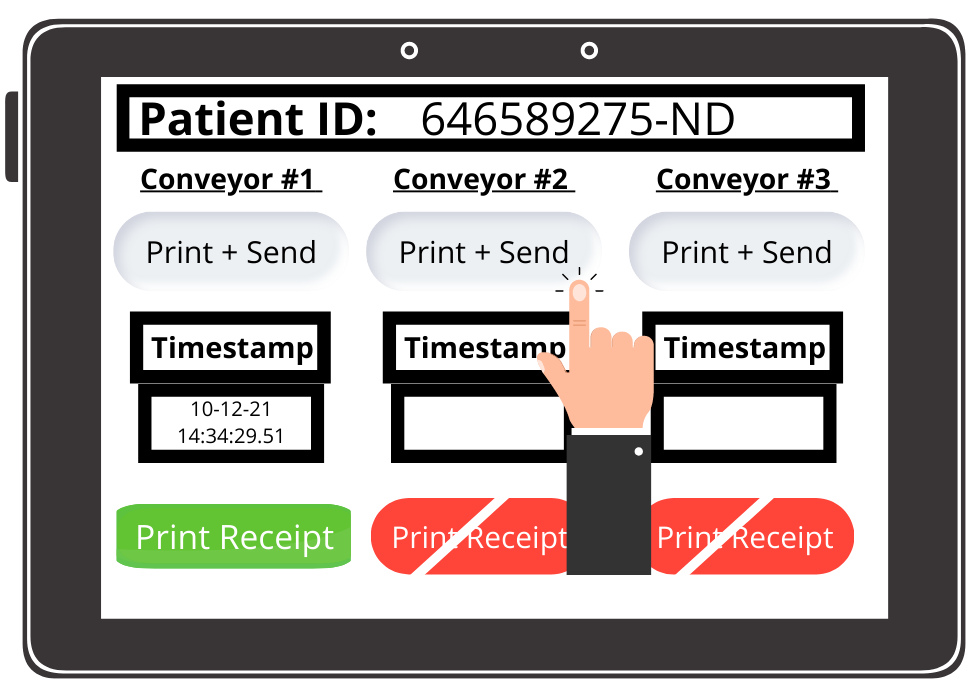 Patient ID: 646589275-ND
Conveyor #1 Conveyor #2 Conveyor #3
Print + Send Print + Send Print + Send
Timestamp Timestamp Timestamp
10-12-21
14:34:29.51
Print Receipt Print Receipt Print Receipt